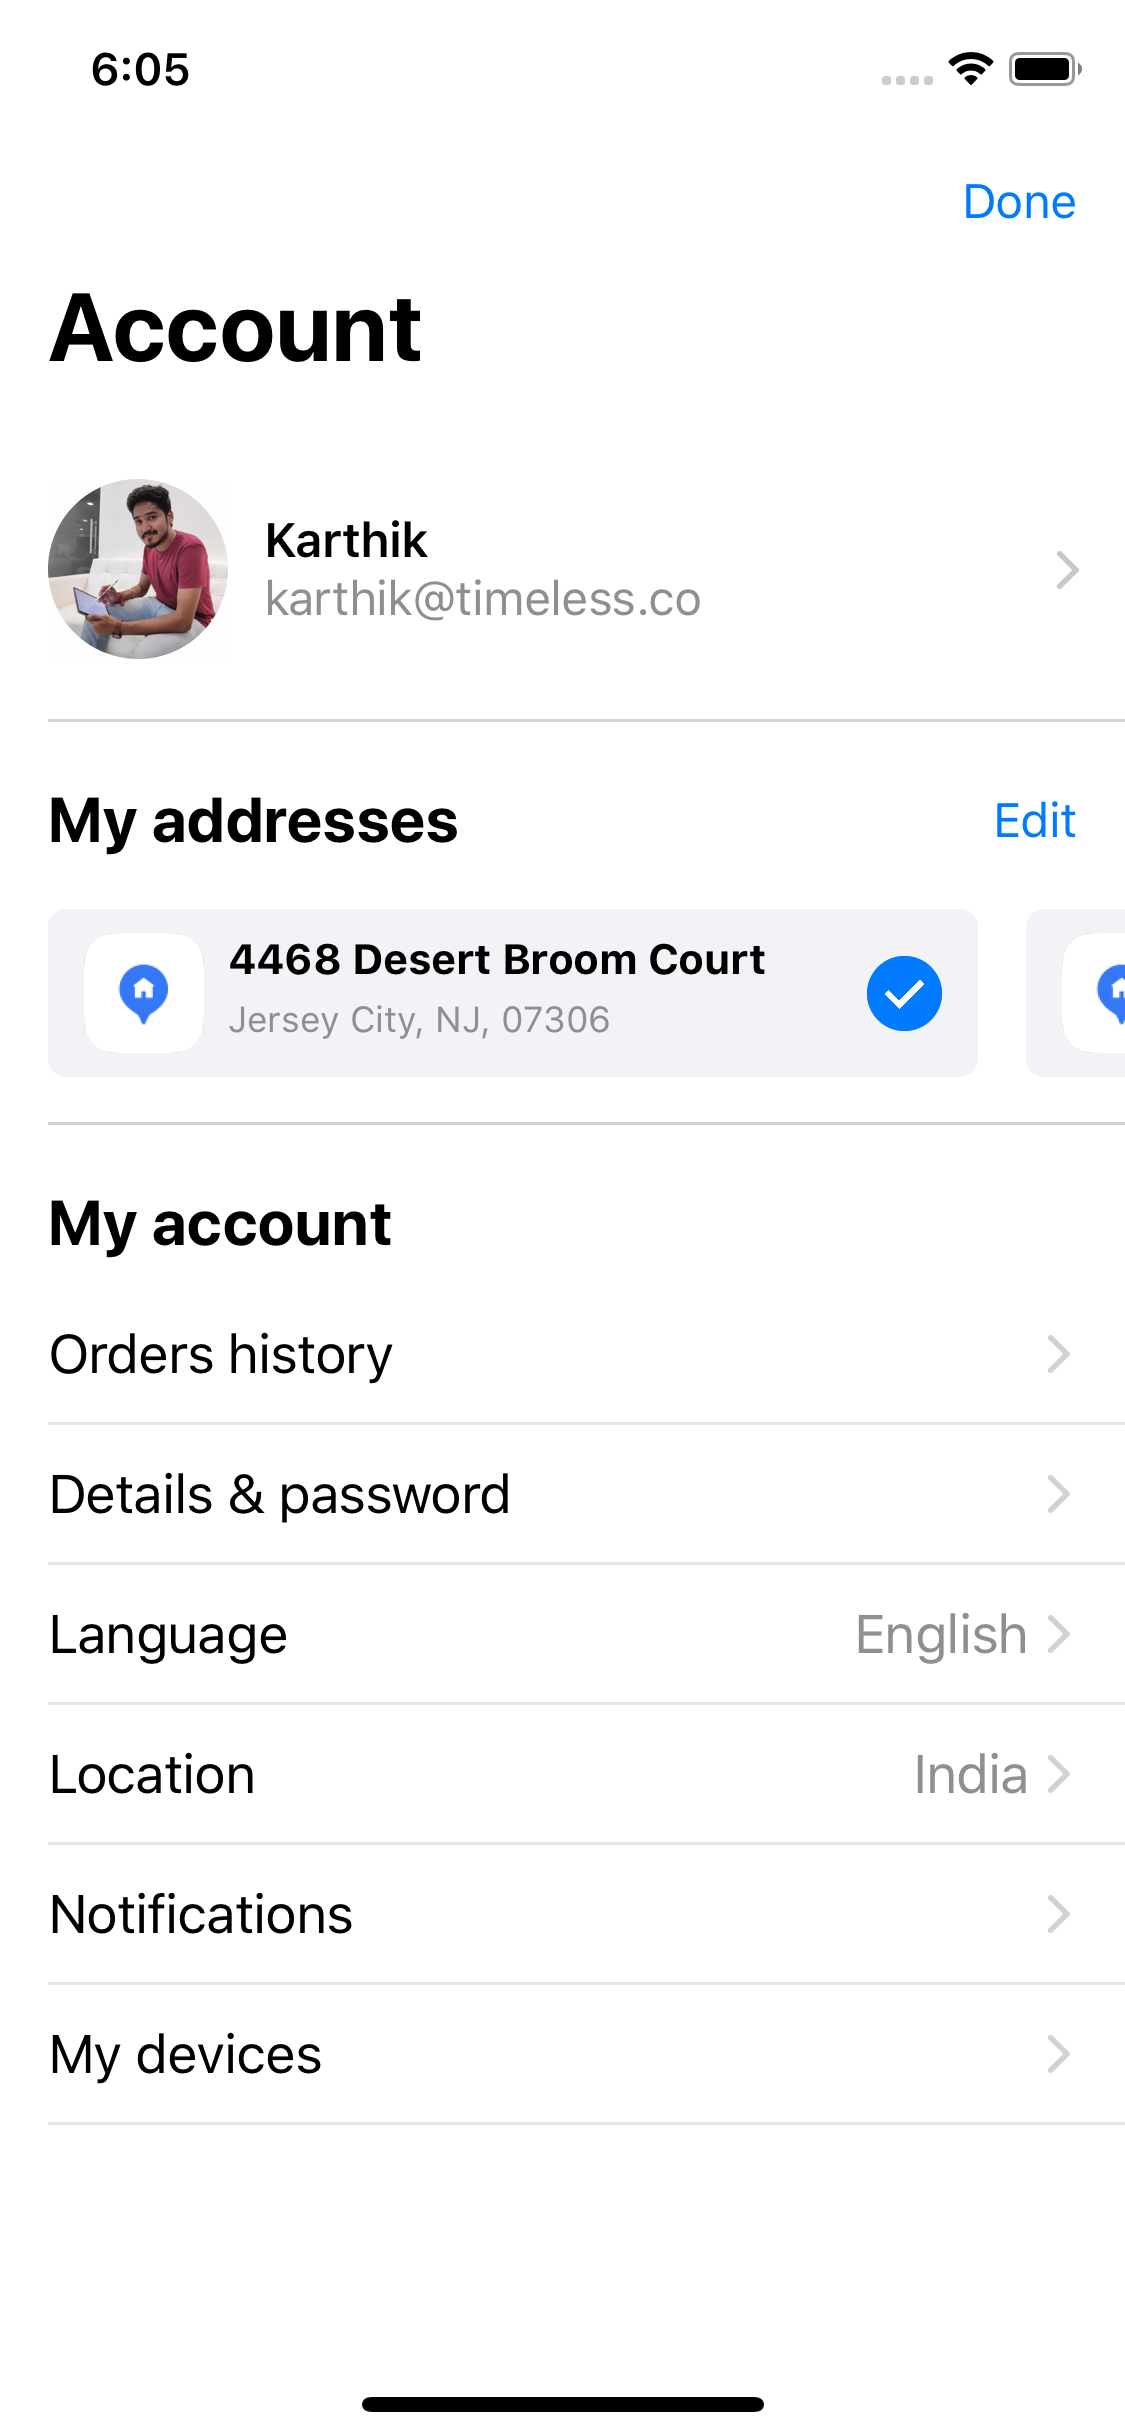 6:05
Done
Account
Karthik
karthik@timeless.co
My addresses
Edit
4468 Desert Broom Court
Jersey City, NJ, 07306
My account
Orders history
Details & password
Language
English
Location
India
Notifications
My devices